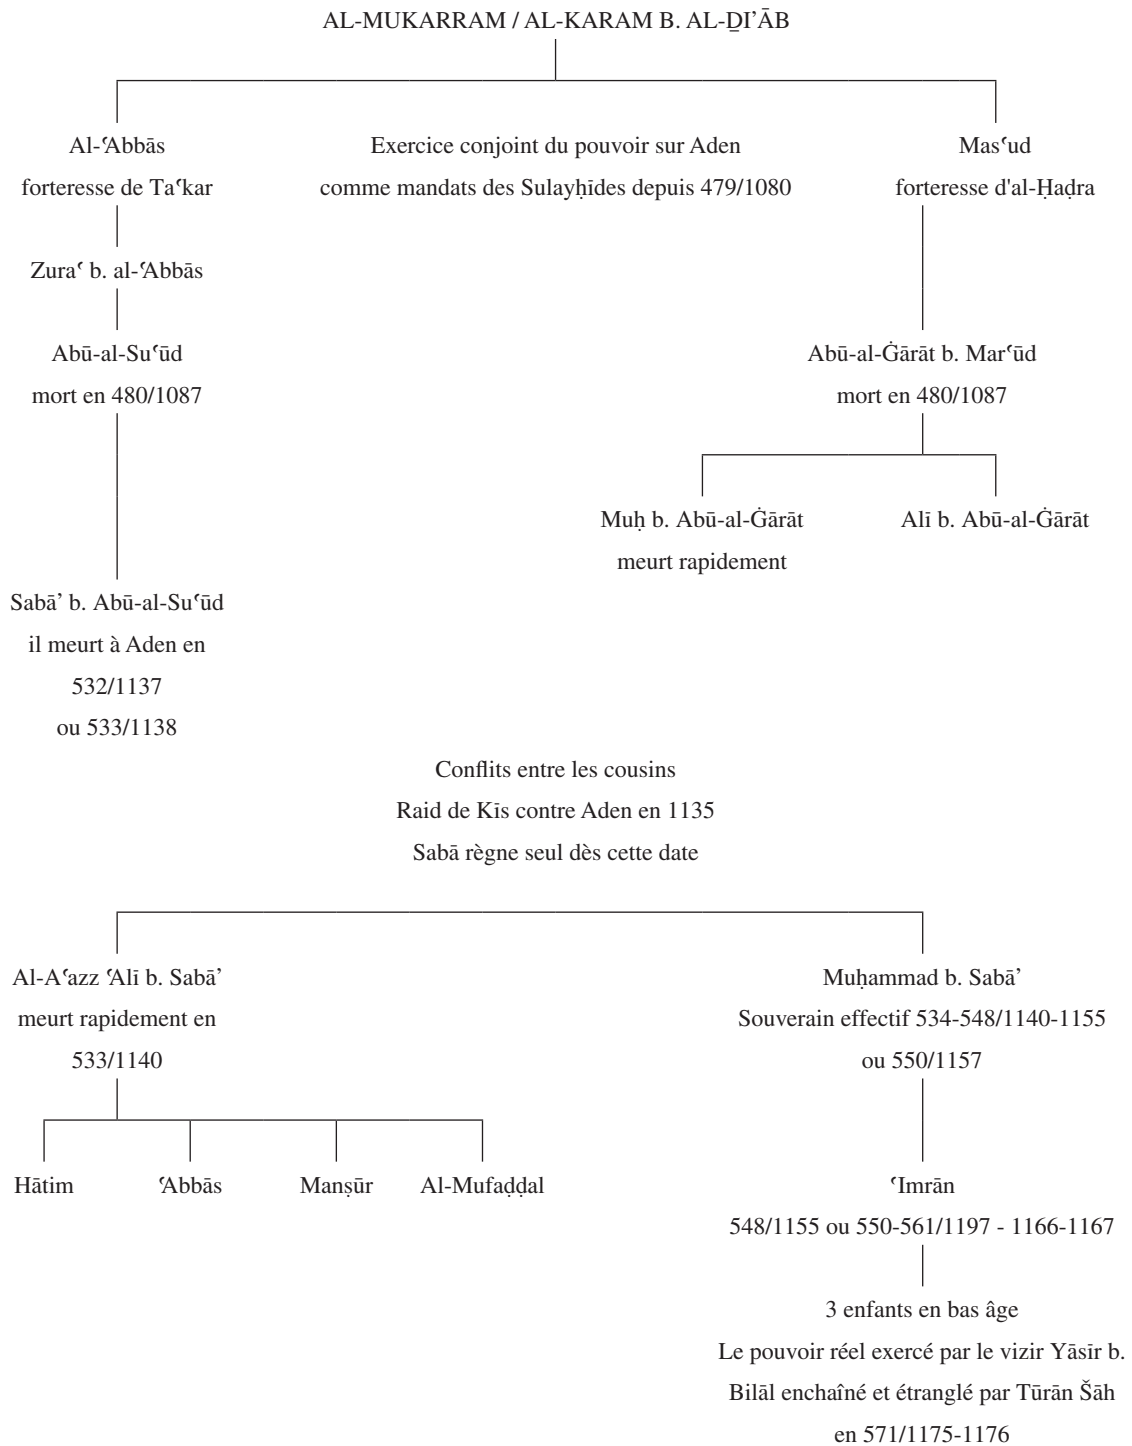 AL-MUKARRAM / AL-KARAM B. AL-ḎI’ĀB
Al-ʿAbbās
forteresse de Taʿkar
Exercice conjoint du pouvoir sur Aden
comme mandats des Sulayḥīdes depuis 479/1080
Masʿud
forteresse d'al-Ḥaḍra
Zuraʿ b. al-ʿAbbās
Abū-al-Suʿūd
mort en 480/1087
Abū-al-Ġārāt b. Marʿūd
mort en 480/1087
Muḥ b. Abū-al-Ġārāt
meurt rapidement
Alī b. Abū-al-Ġārāt
Sabā’ b. Abū-al-Suʿūd
il meurt à Aden en
532/1137
ou 533/1138
Conflits entre les cousins
Raid de Kīs contre Aden en 1135
Sabā règne seul dès cette date
Al-Aʿazz ʿAlī b. Sabā’
meurt rapidement en
533/1140
Muḥammad b. Sabā’
Souverain effectif 534-548/1140-1155
ou 550/1157
Hātim
ʿAbbās
Manṣūr
Al-Mufaḍḍal
ʿImrān
548/1155 ou 550-561/1197 - 1166-1167
3 enfants en bas âge
Le pouvoir réel exercé par le vizir Yāsīr b.
Bilāl enchaîné et étranglé par Tūrān Šāh
en 571/1175-1176